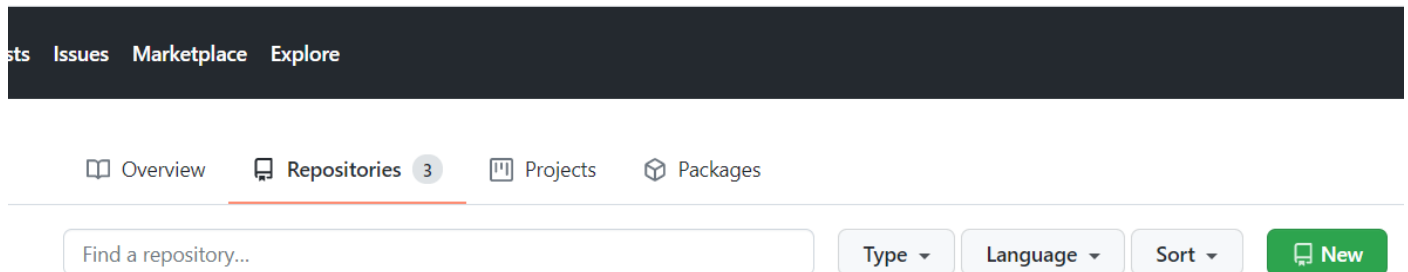 Issues Marketplace Explore
Overview Repositories 3 Projects Packages
Find a repository... Type Language Sort New